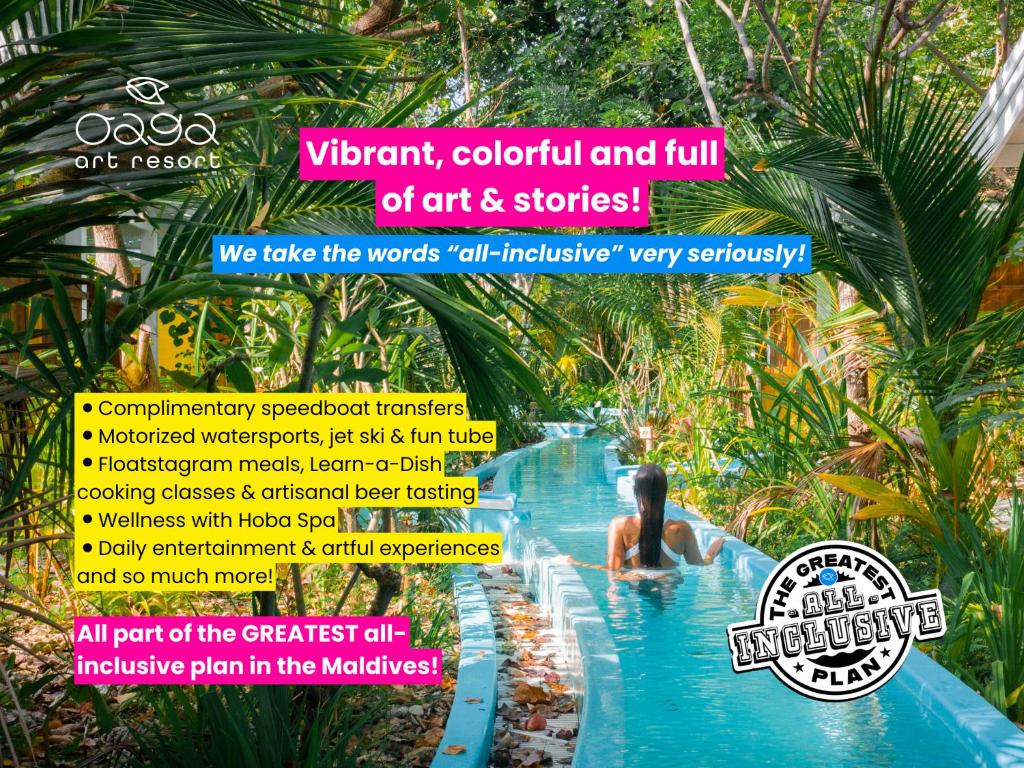 oaga
art resort
Vibrant, colorful and full
of art & stories!
We take the words “all-inclusive” very seriously!
• Complimentary speedboat transfers
• Motorized watersports, jet ski & fun tube
• Floatstagram meals, Learn-a-Dish
cooking classes & artisanal beer tasting
• Wellness with Hoba Spa
• Daily entertainment & artful experiences
and so much more!
All part of the GREATEST all-
inclusive plan in the Maldives!
THE GREATEST
ALL
INCLUSIVE
PLAN